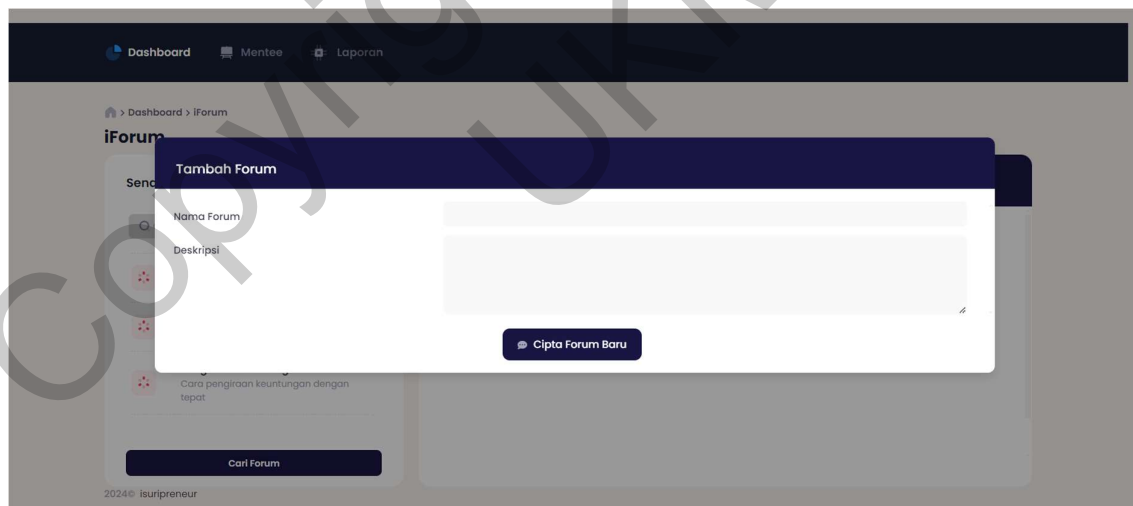 Dashboard Mentee Laporan
> Dashboard > iForum
iForum
Tambah Forum
Nama Forum
Deskripsi
Cipta Forum Baru
Cara pengiraan keuntungan dengan
tepat
Cari Forum
2024© isuripreneur